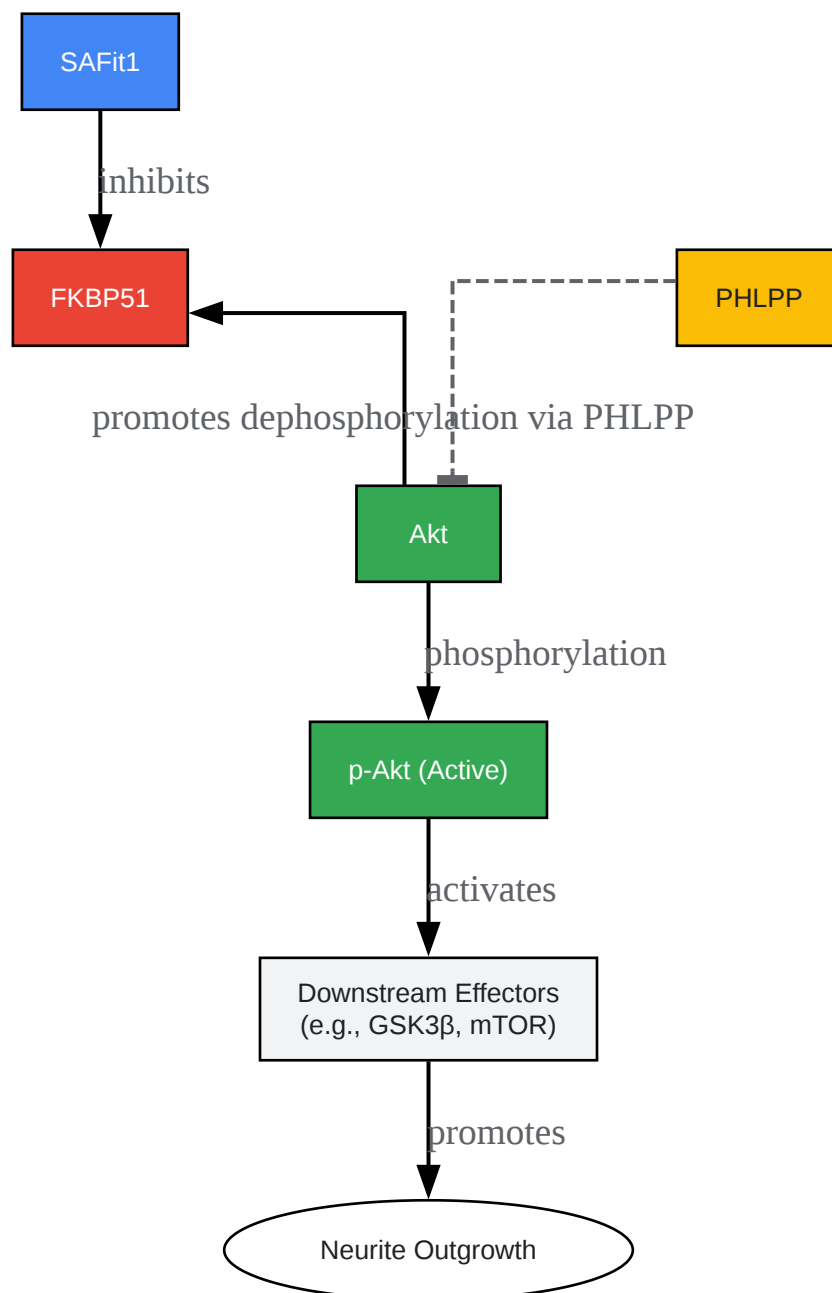 SAFit1
inhibits
FKBP51
PHLPP
promotes dephosphorylation via PHLPP
Akt
phosphorylation
p-Akt (Active)
activates
Downstream Effectors
(e.g., GSK3β, mTOR)
promotes
Neurite Outgrowth